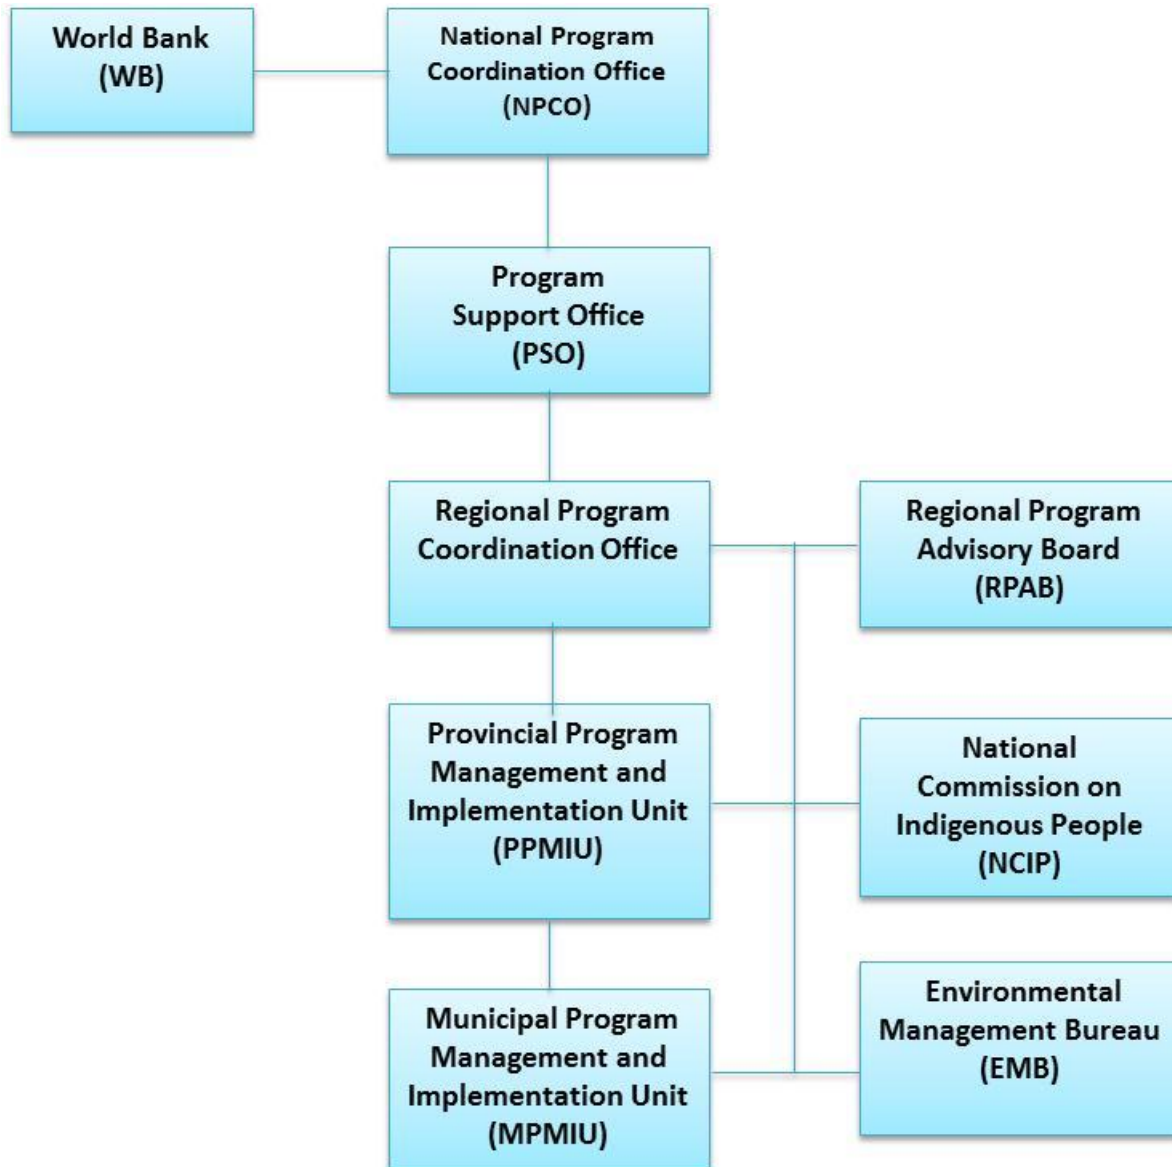 World Bank
(WB)
National Program
Coordination Office
(NPCO)
Program
Support Office
(PSO)
Regional Program
Coordination Office
Regional Program
Advisory Board
(RPAB)
Provincial Program
Management and
Implementation Unit
(PPMIU)
National
Commission on
Indigenous People
(NCIP)
Municipal Program
Management and
Implementation Unit
(MPMIU)
Environmental
Management Bureau
(EMB)